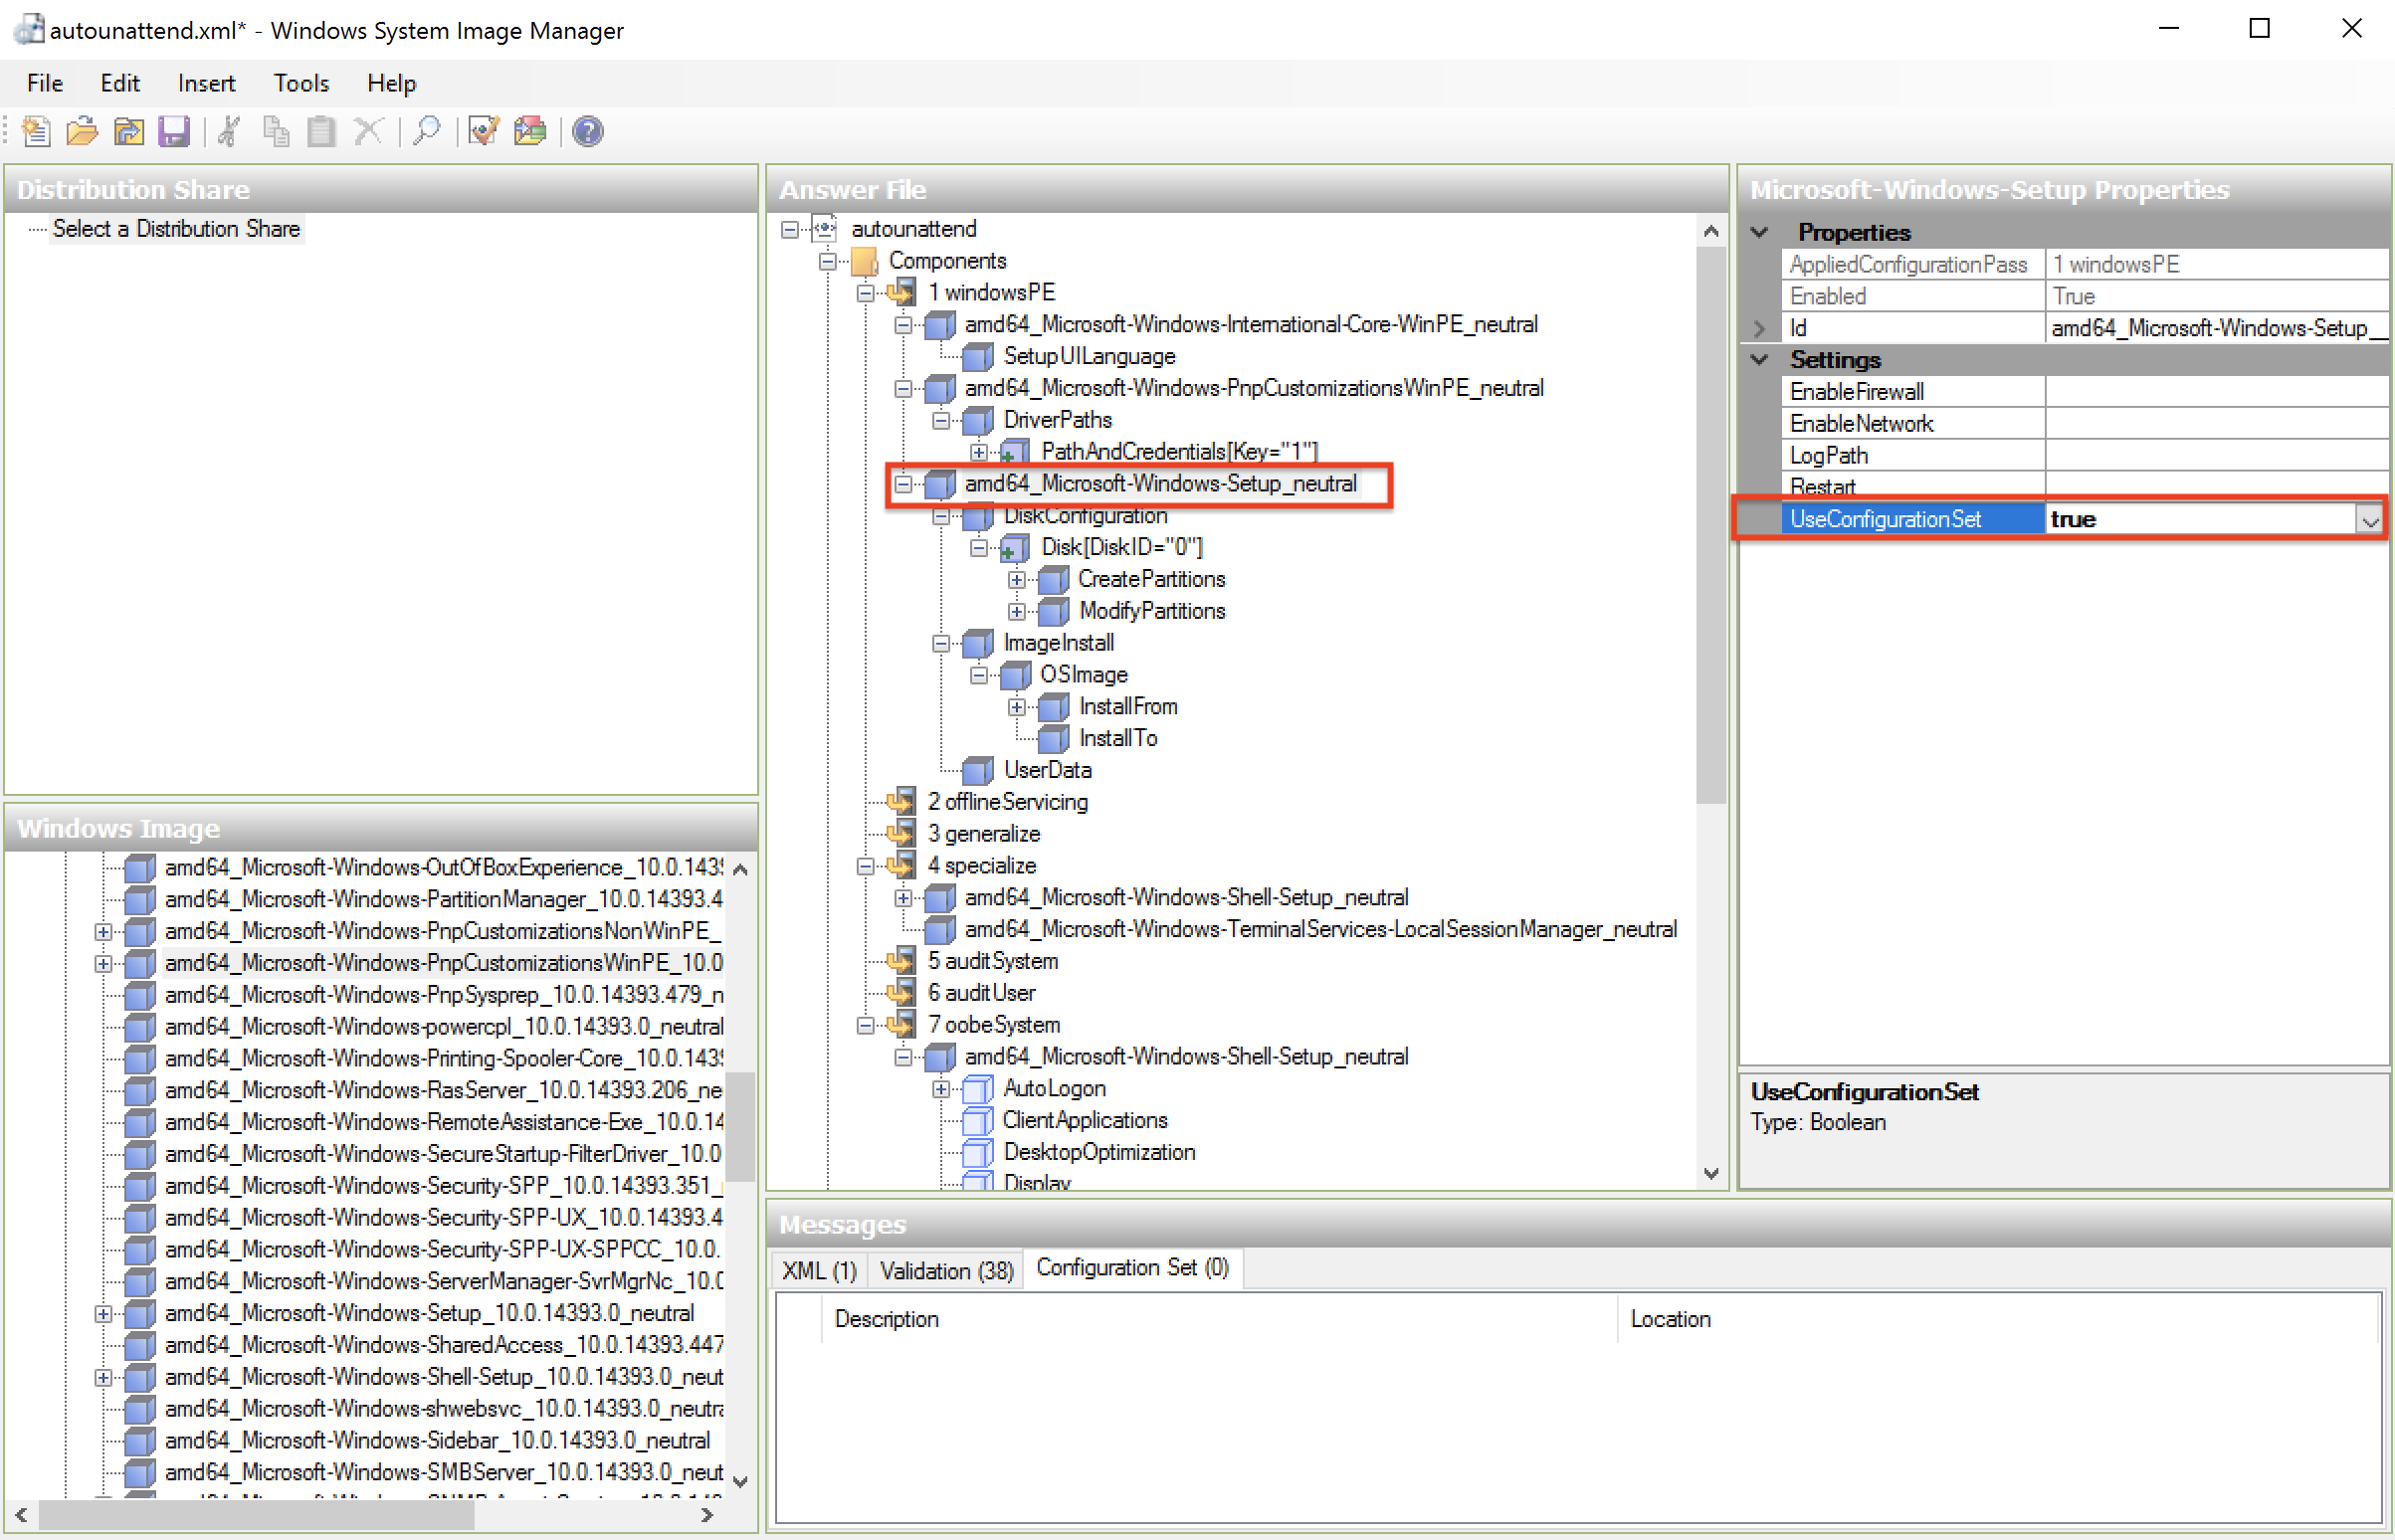 autounattend.xml* - Windows System Image Manager
File Edit Insert Tools Help
Distribution Share
Select a Distribution Share
Windows Image
amd64_Microsoft-Windows-OutOfBoxExperience_10.0.143
amd64_Microsoft-Windows-PartitionManager_10.0.14393.4
amd64_Microsoft-Windows-PnpCustomizationsNonWinPE_
amd64_Microsoft-Windows-PnpCustomizationsWinPE_10.0
amd64_Microsoft-Windows-PnpSysprep_10.0.14393.479_n
amd64_Microsoft-Windows-powercpl_10.0.14393.0_neutral
amd64_Microsoft-Windows-Printing-Spooler-Core_10.0.143
amd64_Microsoft-Windows-RasServer_10.0.14393.206_ne
amd64_Microsoft-Windows-RemoteAssistance-Exe_10.0.14
amd64_Microsoft-Windows-SecureStartup-FilterDriver_10.0
amd64_Microsoft-Windows-Security-SPP_10.0.14393.351_
amd64_Microsoft-Windows-Security-SPP-UX_10.0.14393.4
amd64_Microsoft-Windows-Security-SPP-UX-SPPCC_10.0.
amd64_Microsoft-Windows-ServerManager-SvrMgrNc_10.0
amd64_Microsoft-Windows-Setup_10.0.14393.0_neutral
amd64_Microsoft-Windows-SharedAccess_10.0.14393.447
amd64_Microsoft-Windows-Shell-Setup_10.0.14393.0_neut
amd64_Microsoft-Windows-shwebsvc_10.0.14393.0_neutra
amd64_Microsoft-Windows-Sidebar_10.0.14393.0_neutral
amd64_Microsoft-Windows-SMBServer_10.0.14393.0_neut
Answer File
autounattend
Components
1 windowsPE
amd64_Microsoft-Windows-International-Core-WinPE_neutral
SetupUILanguage
amd64_Microsoft-Windows-PnpCustomizationsWinPE_neutral
DriverPaths
PathAndCredentials[Key="1"]
amd64_Microsoft-Windows-Setup_neutral
DiskConfiguration
Disk[DiskID="0"]
CreatePartitions
ModifyPartitions
ImageInstall
OSImage
InstallFrom
InstallTo
UserData
2 offlineServicing
3 generalize
4 specialize
amd64_Microsoft-Windows-Shell-Setup_neutral
amd64_Microsoft-Windows-TerminalServices-LocalSessionManager_neutral
5 auditSystem
6 auditUser
7 oobeSystem
amd64_Microsoft-Windows-Shell-Setup_neutral
AutoLogon
ClientApplications
DesktopOptimization
Display
Microsoft-Windows-Setup Properties
Properties
AppliedConfigurationPass 1 windowsPE
Enabled True
Id amd64_Microsoft-Windows-Setup__
Settings
EnableFirewall
EnableNetwork
LogPath
Restart
UseConfigurationSet true
UseConfigurationSet
Type: Boolean
Messages
XML (1) Validation (38) Configuration Set (0)
Description Location